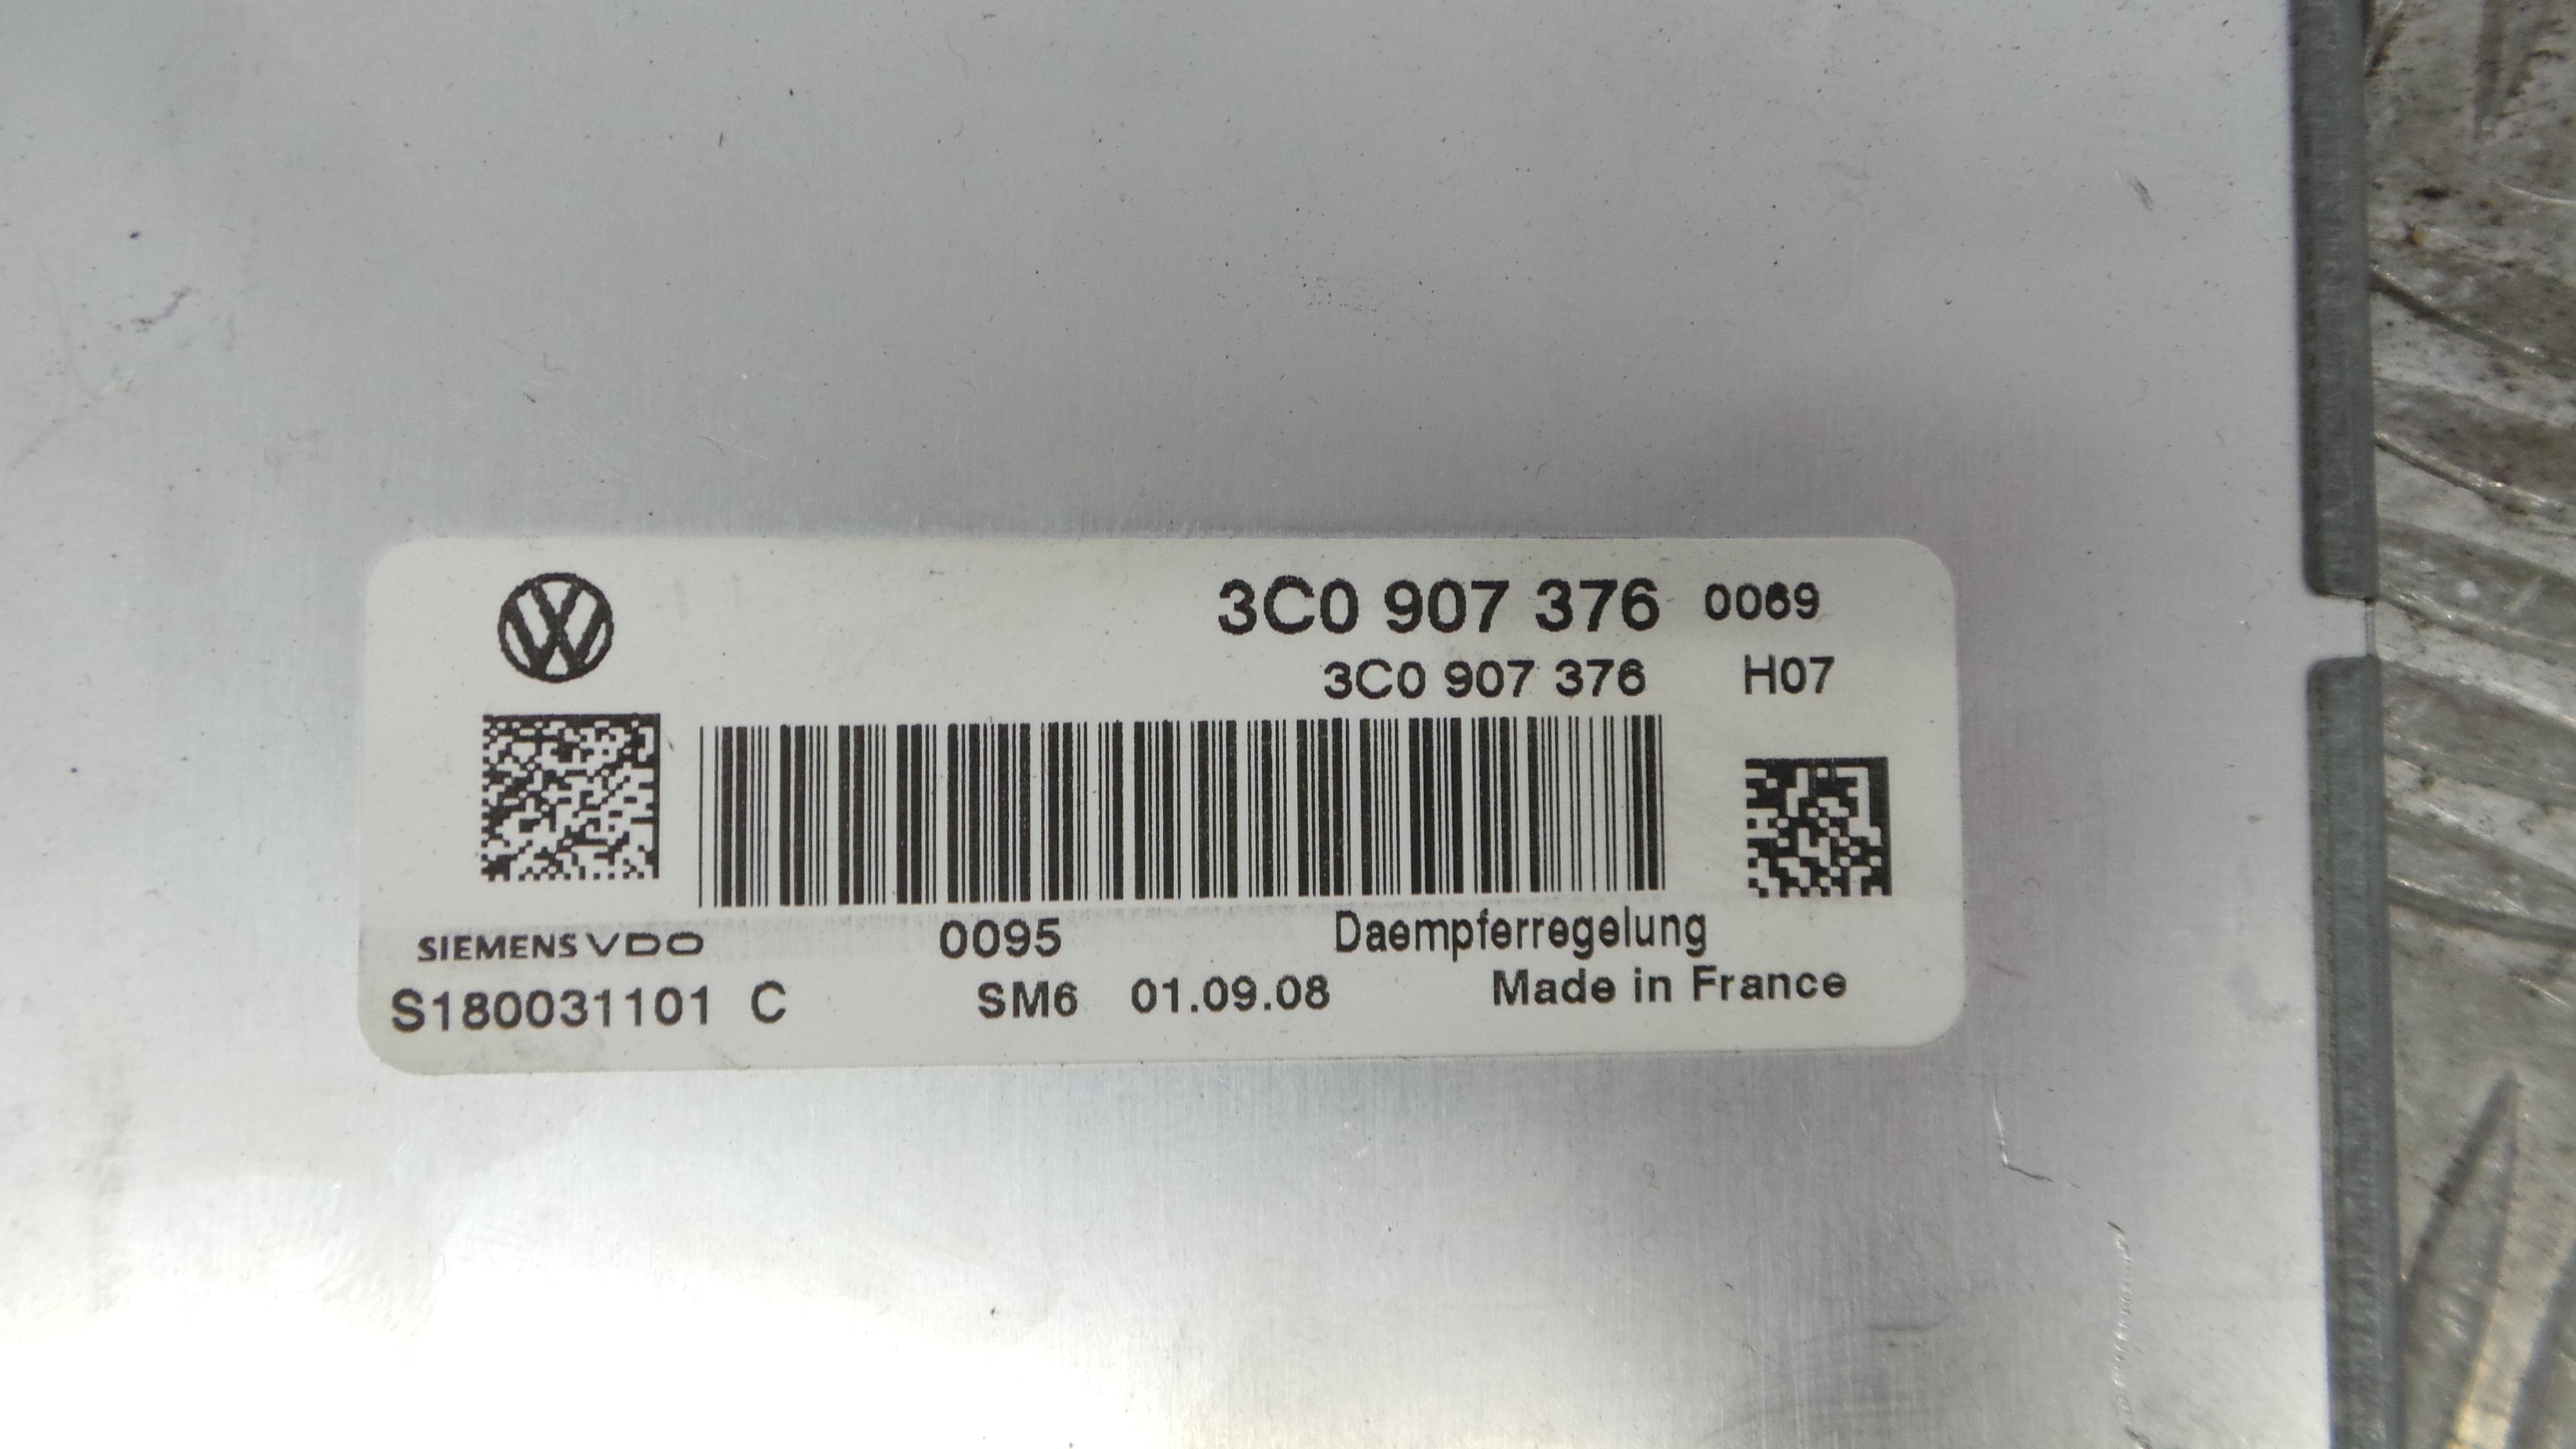 3C0 907 376 0069
3C0 907 376 H07
SIEMENS VDO 0095 Daempferregelung
S180031101 C SM6 01.09.08 Made in France